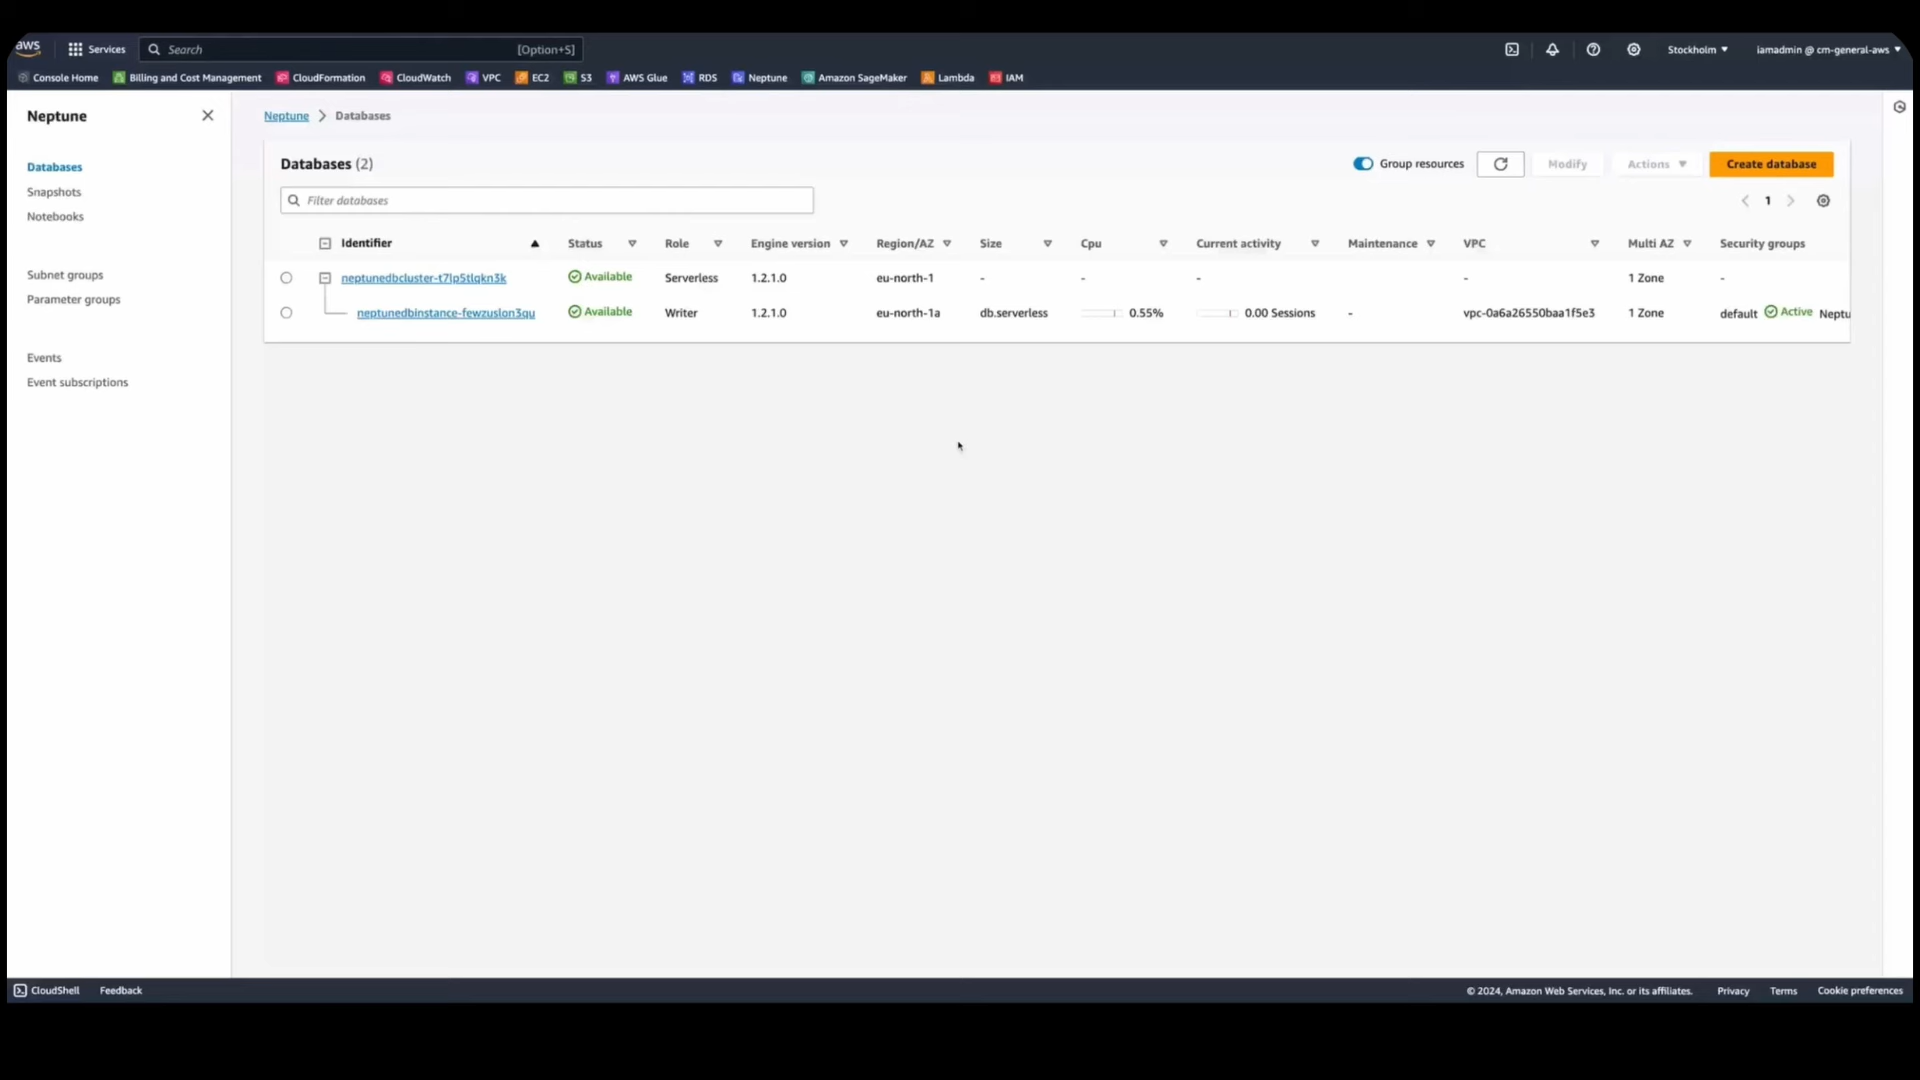 aws Services Search [Option+S] Stockholm iamadmin @ cm-general-aws
Console Home Billing and Cost Management CloudFormation CloudWatch VPC EC2 S3 AWS Glue RDS Neptune Amazon SageMaker Lambda IAM
Neptune
Databases
Snapshots
Notebooks
Subnet groups
Parameter groups
Events
Event subscriptions
Neptune > Databases
Databases (2) Group resources Modify Actions Create database
Filter databases 1
Identifier Status Role Engine version Region/AZ Size Cpu Current activity Maintenance VPC Multi AZ Security groups
neptunedbcluster-t7lp5tlqkn3k Available Serverless 1.2.1.0 eu-north-1 - - - - 1 Zone -
neptunedbinstance-fewzuslon3qu Available Writer 1.2.1.0 eu-north-1a db.serverless 0.55% 0.00 Sessions - vpc-0a6a26550baa1f5e3 1 Zone default Active Neptu
CloudShell Feedback © 2024, Amazon Web Services, Inc. or its affiliates. Privacy Terms Cookie preferences